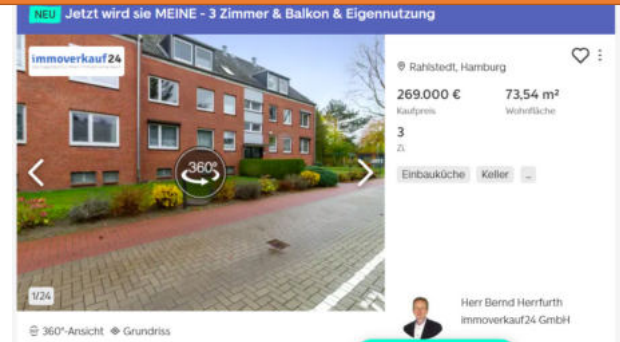 NEU Jetzt wird sie MEINE - 3 Zimmer & Balkon & Eigennutzung
immoverkauf24
Rahlstedt, Hamburg
269.000 € 73,54 m²
Kaufpreis Wohnfläche
3
Zi.
360°
Einbauküche Keller ...
1/24
Herr Bernd Herrfurth
immoverkauf24 GmbH
360°-Ansicht Grundriss